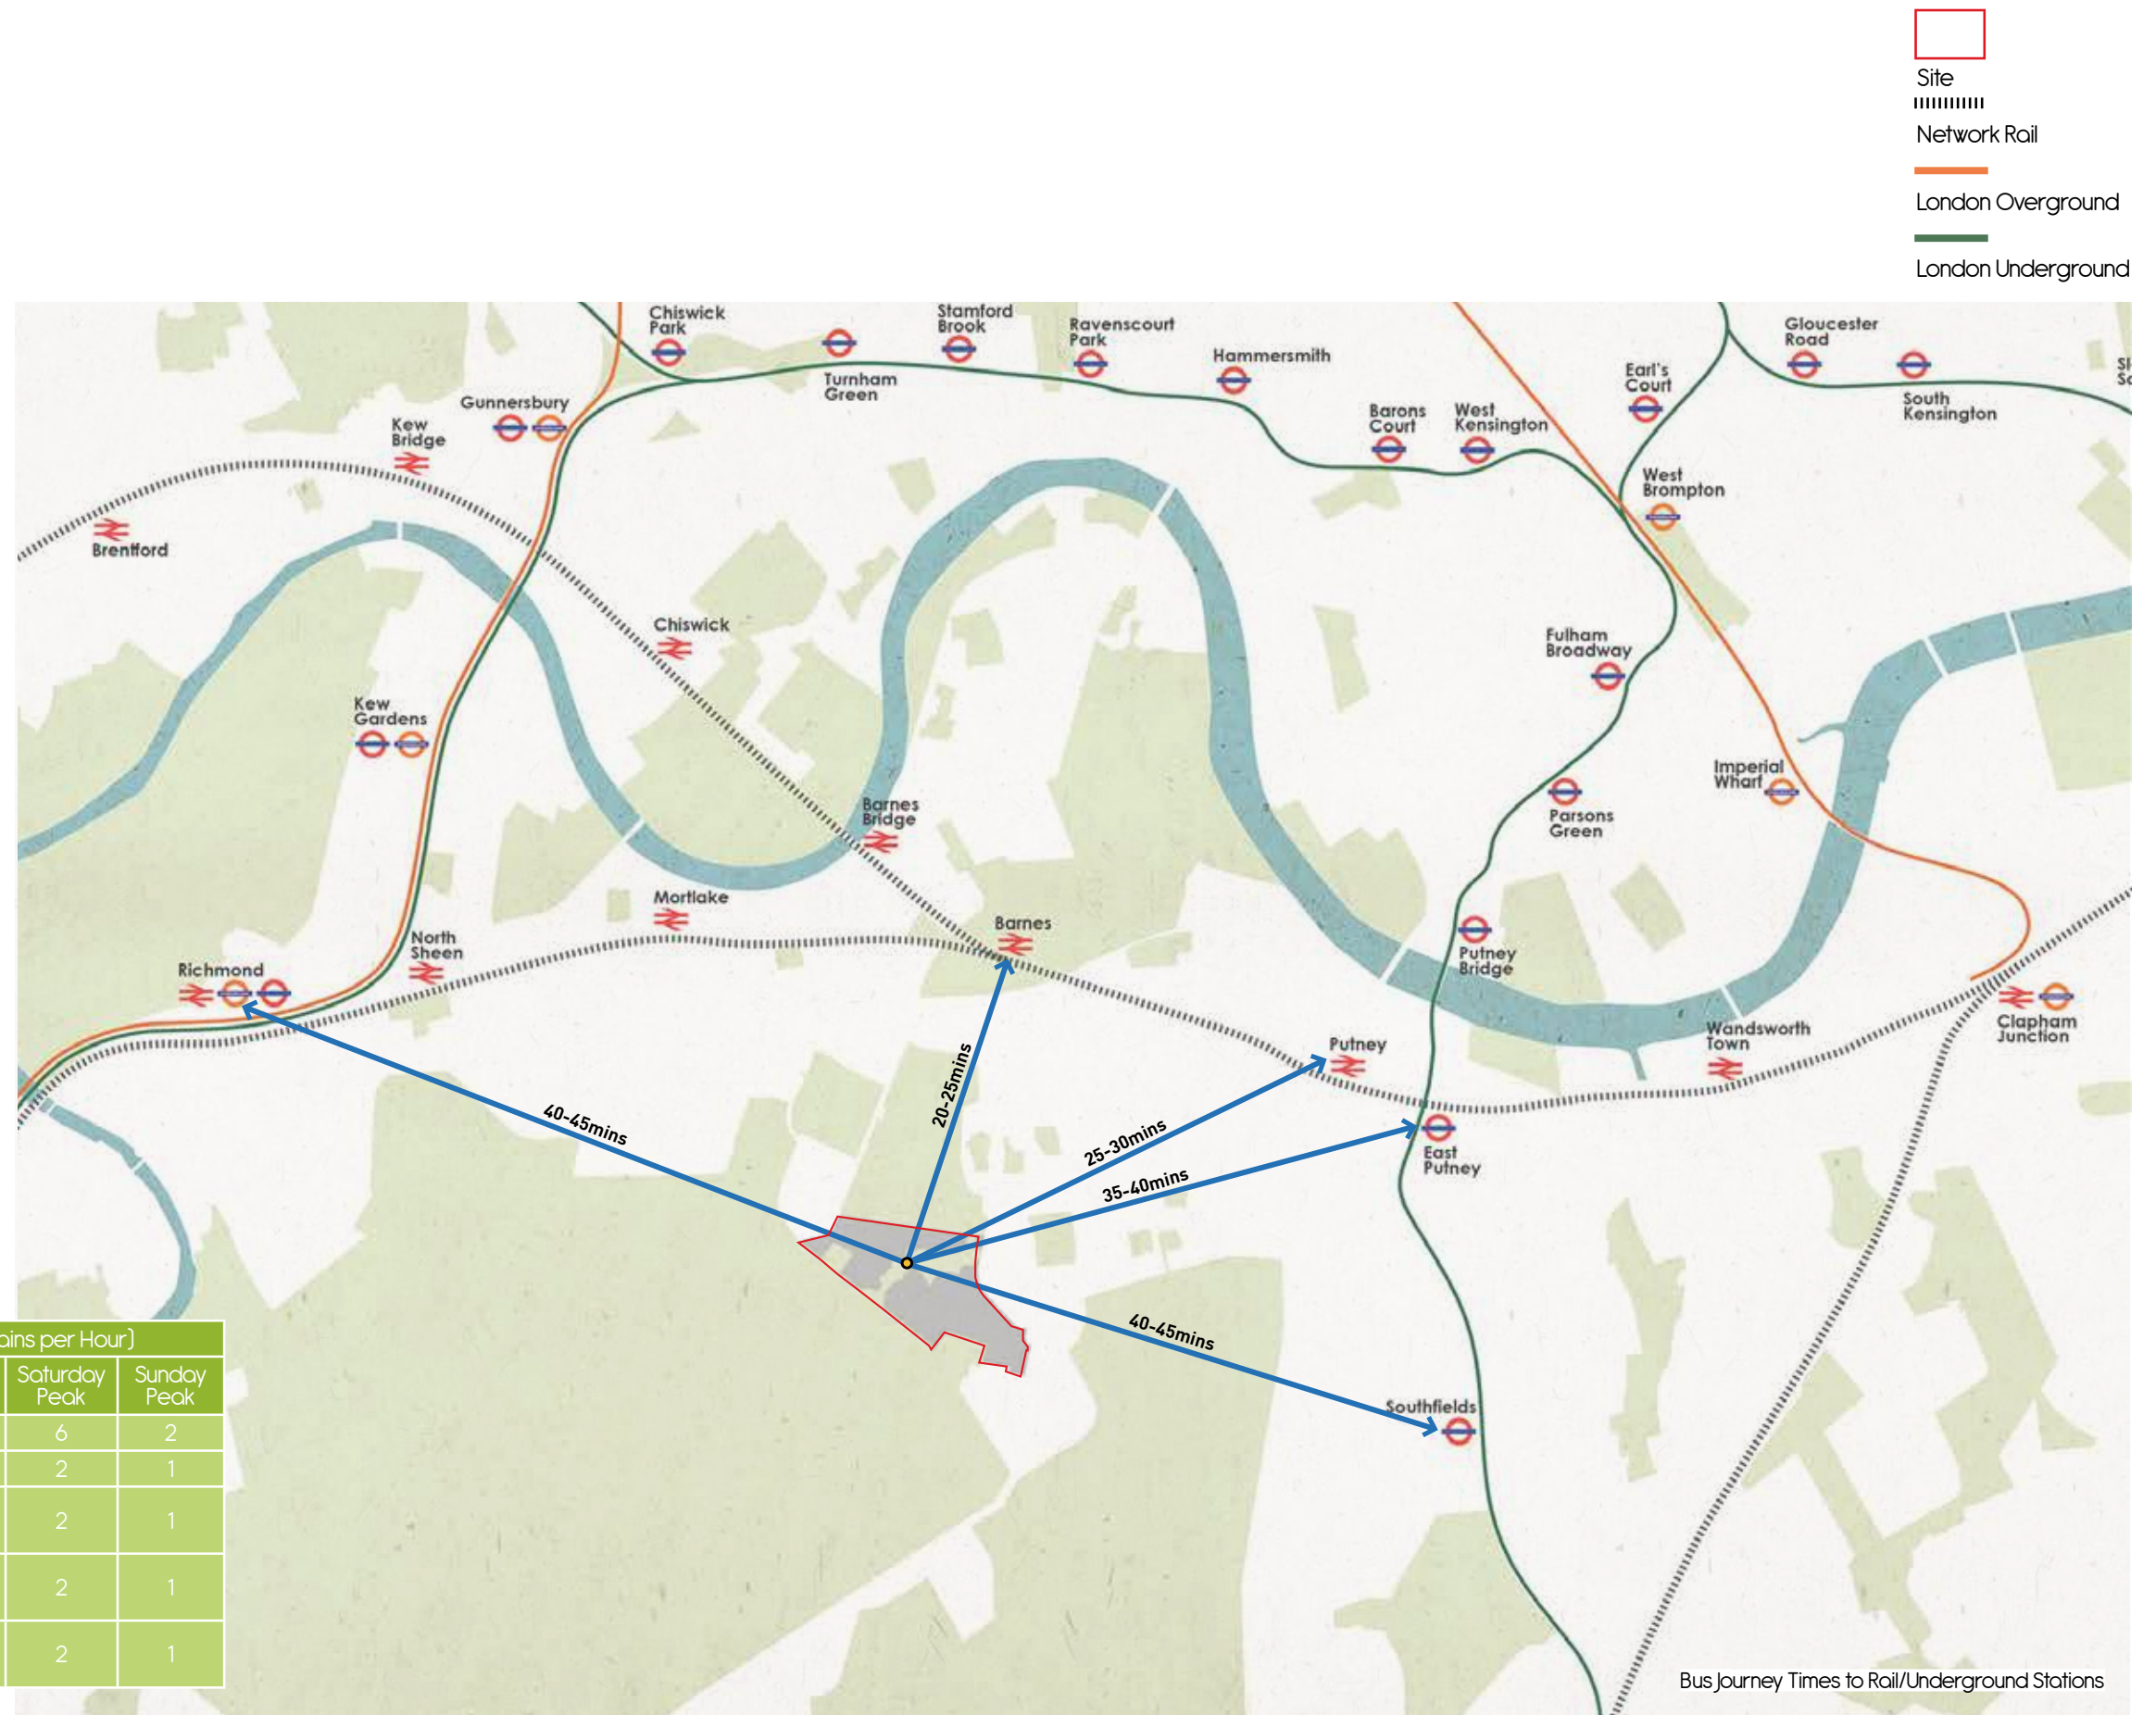 Site
Network Rail
London Overground
London Underground
Chiswick
Park
Turnham
Green
Stamford
Brook
Ravenscourt
Park
Hammersmith
Barons
Court
West
Kensington
Earl's
Court
Gloucester
Road
South
Kensington
Gunnersbury
Kew
Bridge
Brentford
West
Brompton
Chiswick
Fulham
Broadway
Kew
Gardens
Imperial
Wharf
Parsons
Green
Barnes
Bridge
Mortlake
Barnes
North
Sheen
Richmond
Putney
Bridge
Putney
Wandsworth
Town
Clapham
Junction
East
Putney
Southfields
40-45mins
20-25mins
25-30mins
35-40mins
40-45mins
ains per Hour)
Saturday
Peak
Sunday
Peak
6 2
2 1
2 1
2 1
2 1
Bus Journey Times to Rail/Underground Stations